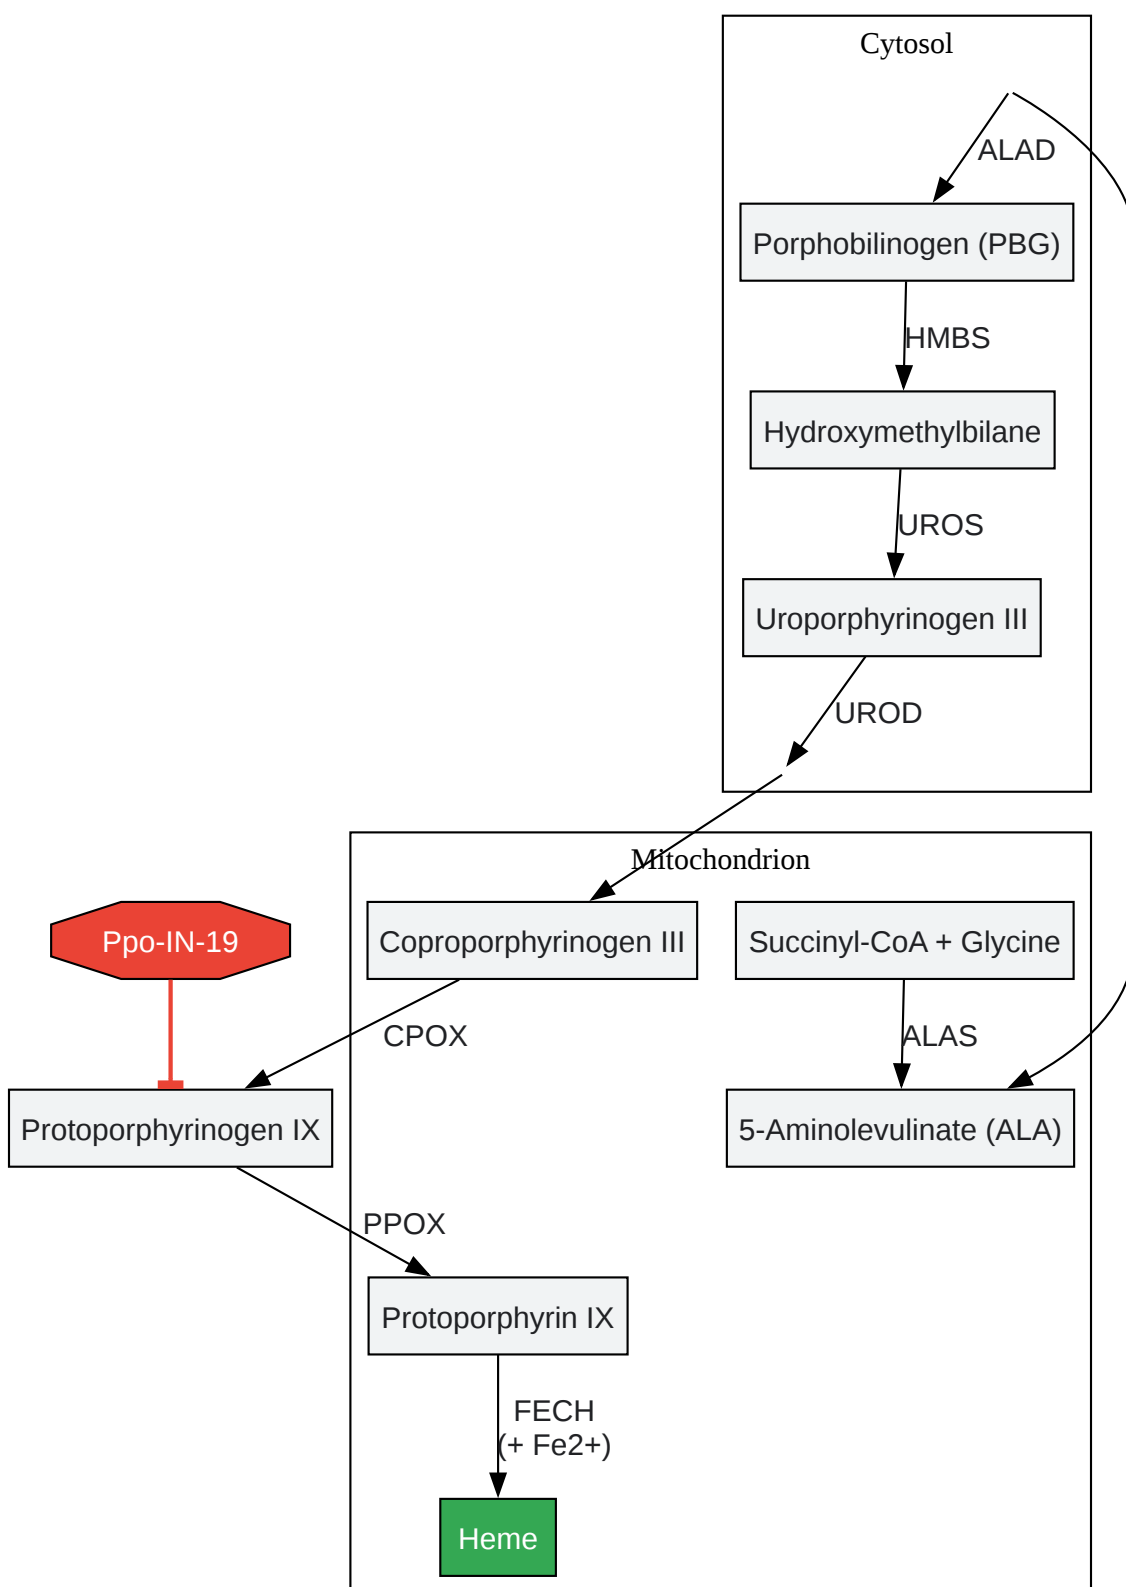 Cytosol
ALAD
Porphobilinogen (PBG)
HMBS
Hydroxymethylbilane
UROS
Uroporphyrinogen III
UROD
Mitochondrion
Ppo-IN-19
Coproporphyrinogen III
Succinyl-CoA + Glycine
CPOX
ALAS
Protoporphyrinogen IX
5-Aminolevulinate (ALA)
PPOX
Protoporphyrin IX
FECH
(+ Fe2+)
Heme